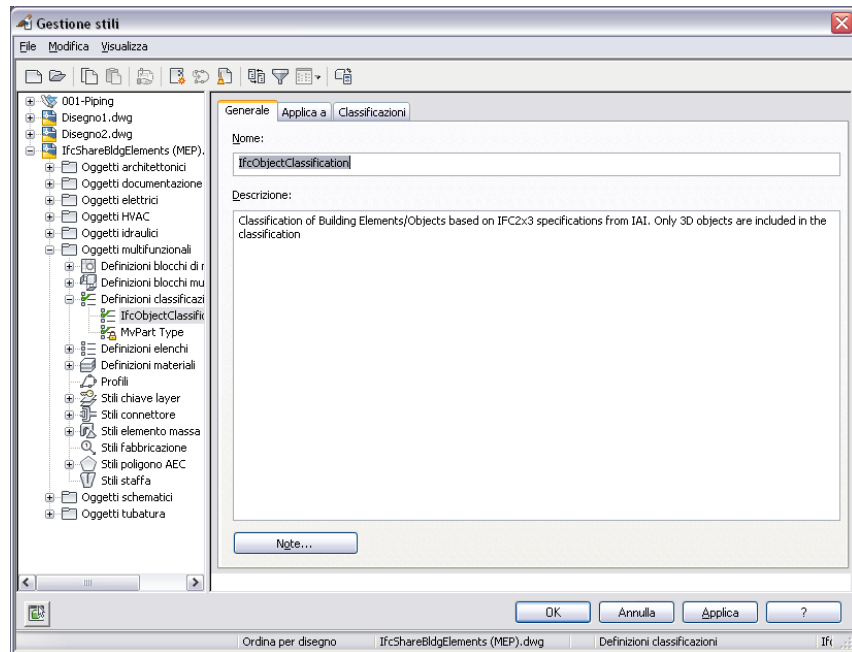 Gestione stili
File Modifica Visualizza
001-Piping
Disegno1.dwg
Disegno2.dwg
IfcShareBldgElements (MEP).
Oggetti architettonici
Oggetti documentazione
Oggetti elettrici
Oggetti HVAC
Oggetti idraulici
Oggetti multifunzionali
Definizioni blocchi di r
Definizioni blocchi mu
Definizioni classificazi
IfcObjectClassific
MvPart Type
Definizioni elenchi
Definizioni materiali
Profili
Stili chiave layer
Stili connettore
Stili elemento massa
Stili fabbricazione
Stili poligono AEC
Stili staffa
Oggetti schematici
Oggetti tubatura
Generale Applica a Classificazioni
Nome:
IfcObjectClassification
Descrizione:
Classification of Building Elements/Objects based on IFC2x3 specifications from IAI. Only 3D objects are included in the
classification
Note...
OK Annulla Applica ?
Ordina per disegno IfcShareBldgElements (MEP).dwg Definizioni classificazioni Ifc